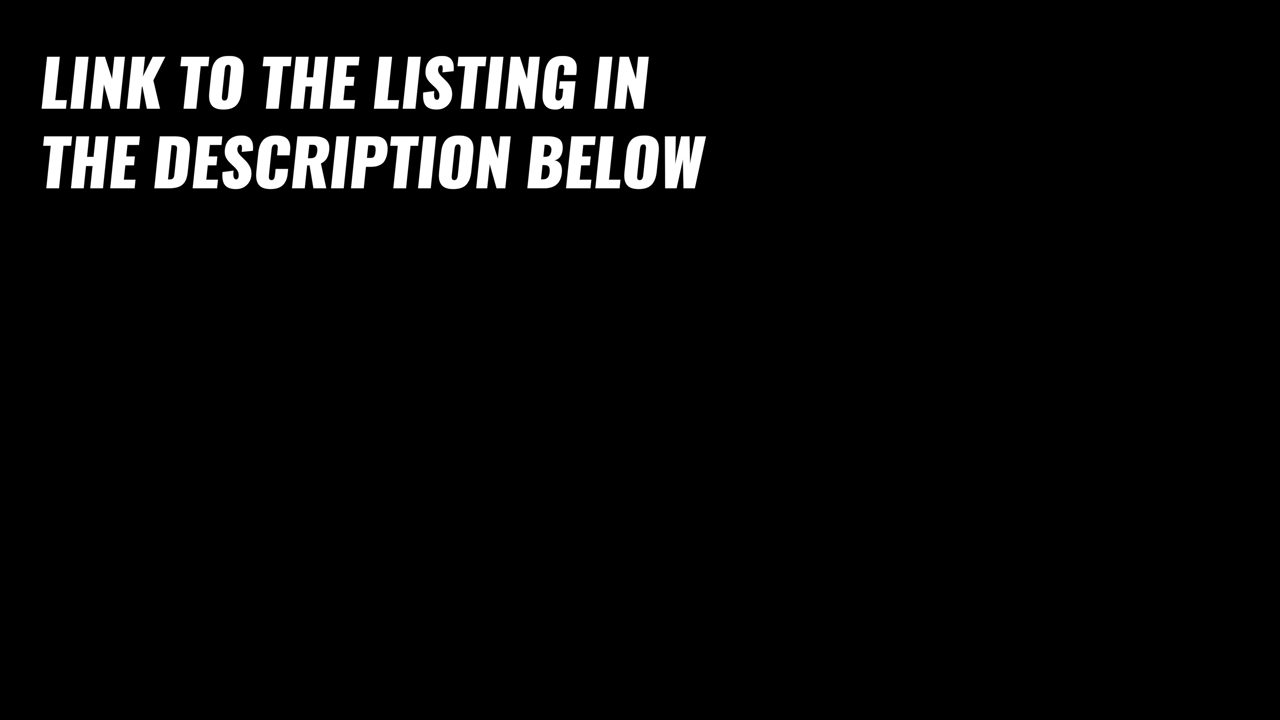 LINK TO THE LISTING IN
THE DESCRIPTION BELOW